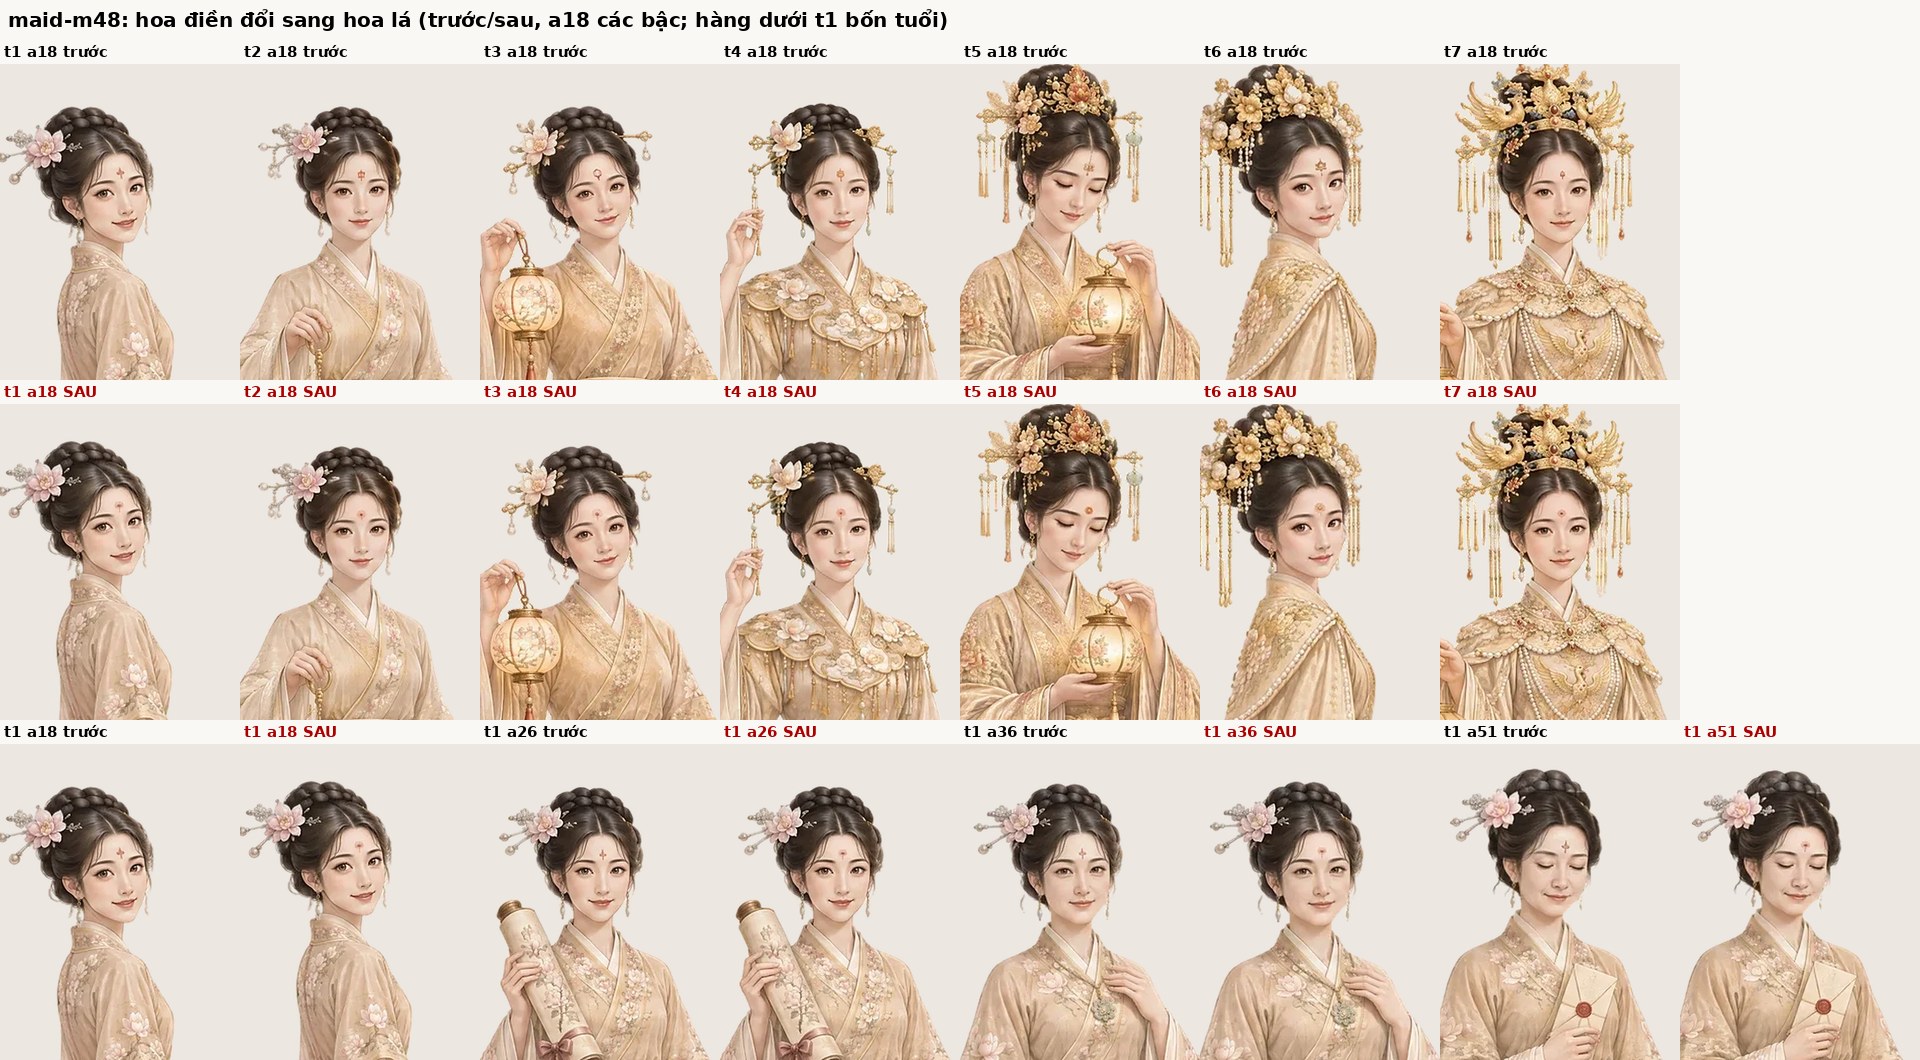 maid-m48: hoa điền đổi sang hoa lá (trước/sau, a18 các bậc; hàng dưới t1 bốn tuổi)
t1 a18 trước
t2 a18 trước
t3 a18 trước
t4 a18 trước
t5 a18 trước
t6 a18 trước
t7 a18 trước
t1 a18 SAU
t2 a18 SAU
t3 a18 SAU
t4 a18 SAU
t5 a18 SAU
t6 a18 SAU
t7 a18 SAU
t1 a18 trước
t1 a18 SAU
t1 a26 trước
t1 a26 SAU
t1 a36 trước
t1 a36 SAU
t1 a51 trước
t1 a51 SAU